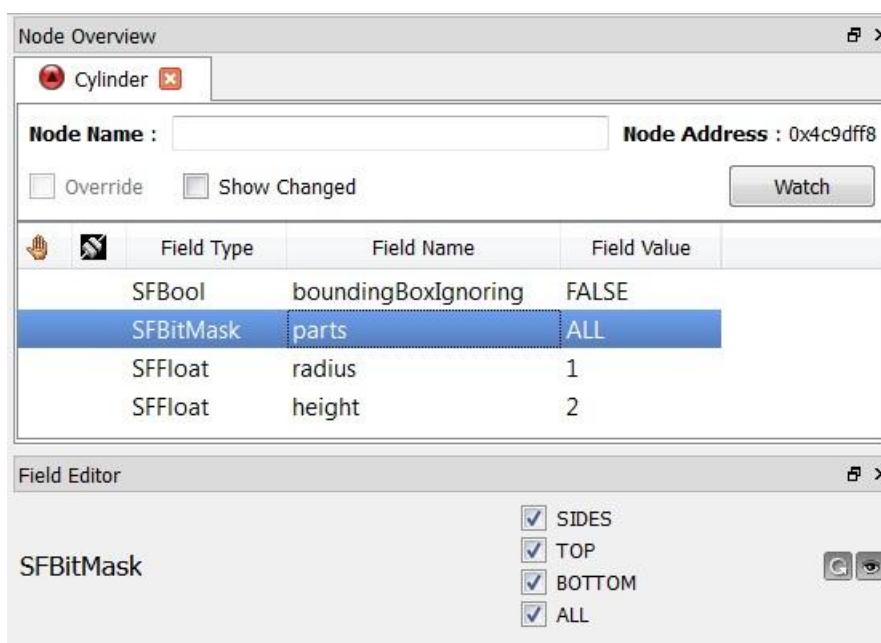 Node Overview
Cylinder
Node Name :
Node Address : 0x4c9dff8
Override Show Changed Watch
Field Type Field Name Field Value
SFBool boundingBoxIgnoring FALSE
SFBitMask parts ALL
SFFloat radius 1
SFFloat height 2
Field Editor
SFBitMask
SIDES
TOP
BOTTOM
ALL